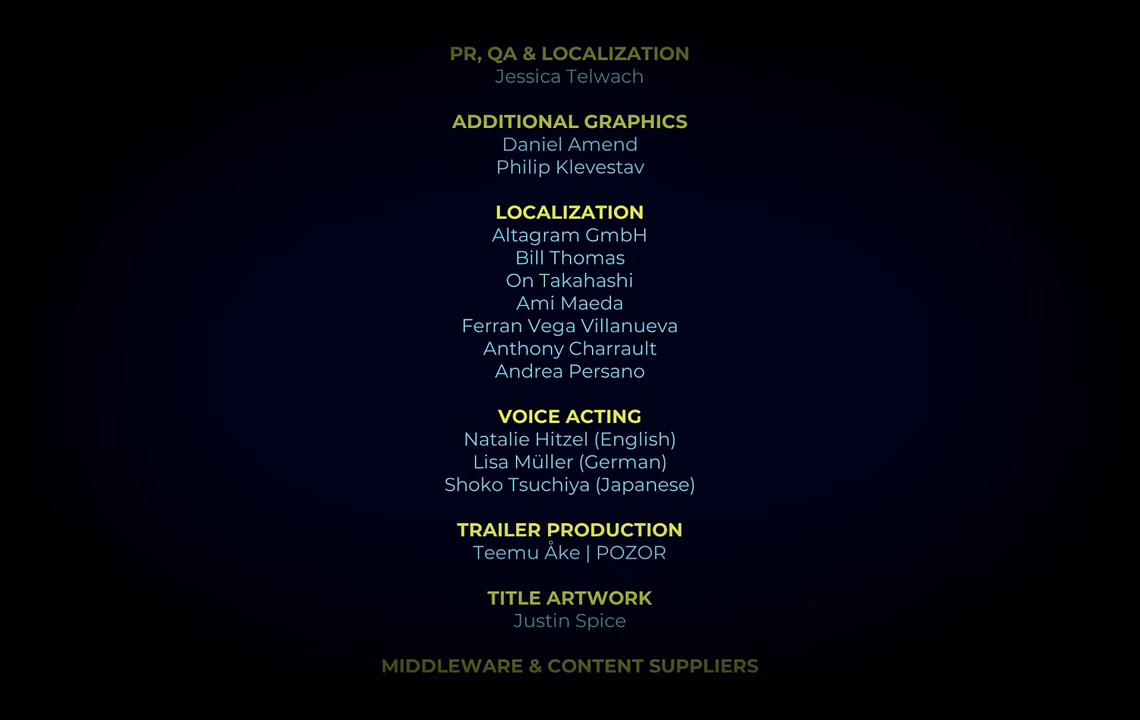 PR, QA & LOCALIZATION
Jessica Telwach
ADDITIONAL GRAPHICS
Daniel Amend
Philip Klevestav
LOCALIZATION
Altagram GmbH
Bill Thomas
On Takahashi
Ami Maeda
Ferran Vega Villanueva
Anthony Charrault
Andrea Persano
VOICE ACTING
Natalie Hitzel (English)
Lisa Müller (German)
Shoko Tsuchiya (Japanese)
TRAILER PRODUCTION
Teemu Åke | POZOR
TITLE ARTWORK
Justin Spice
MIDDLEWARE & CONTENT SUPPLIERS